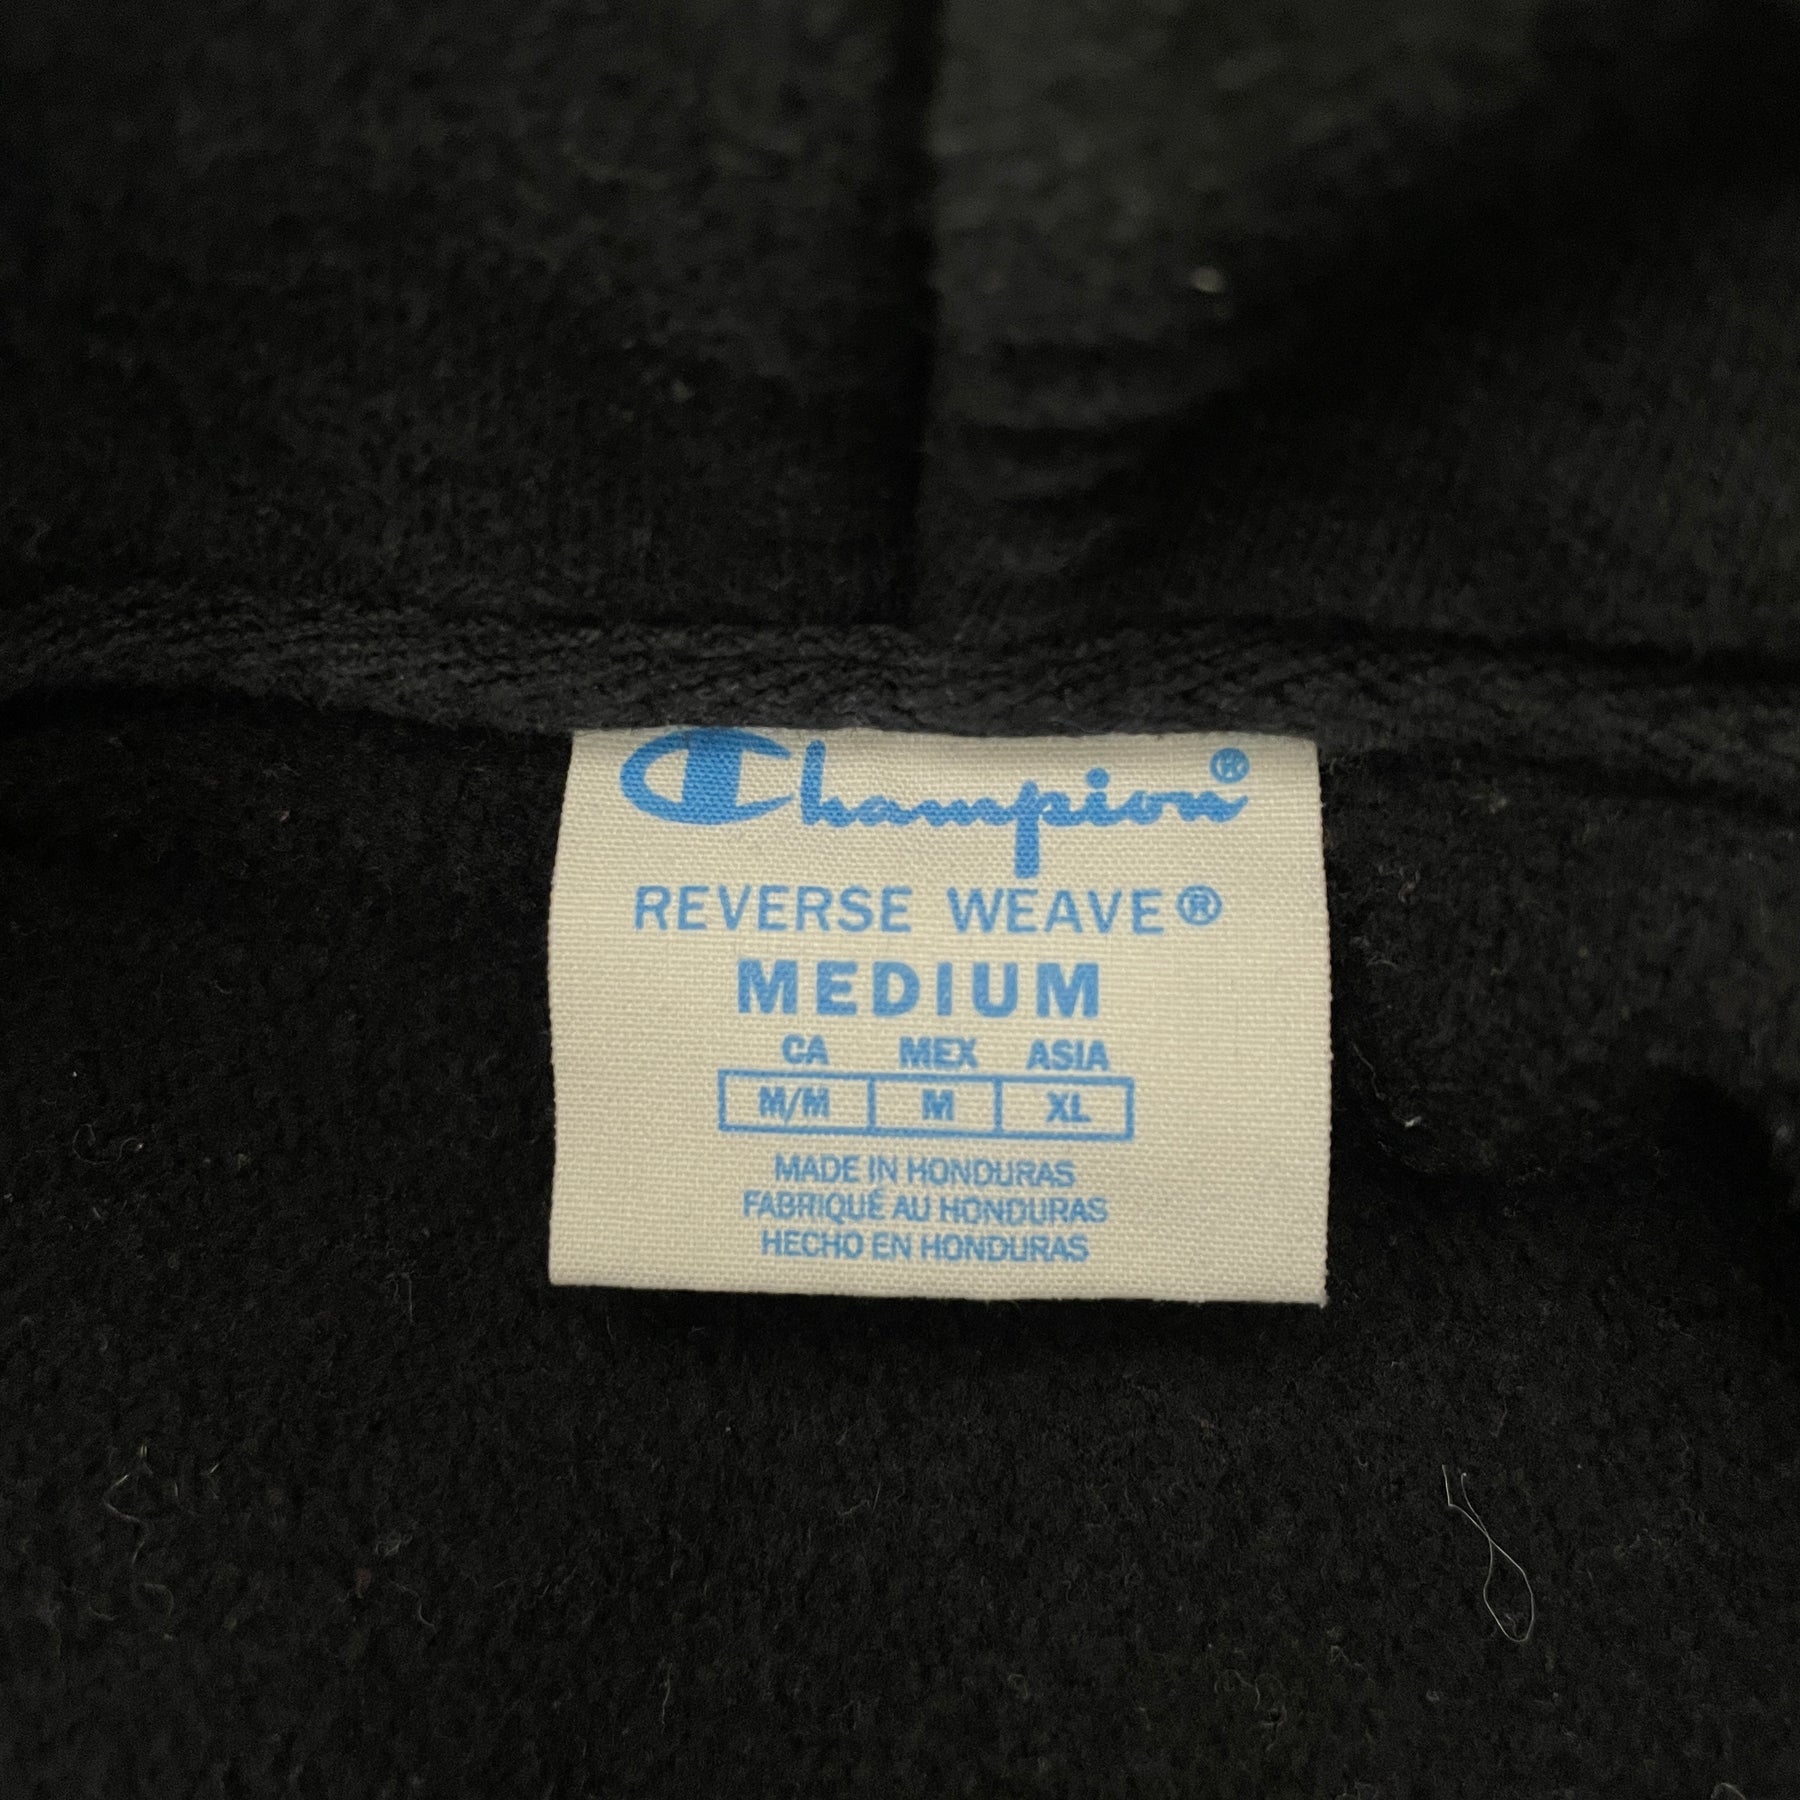 Champion®
REVERSE WEAVE®
MEDIUM
CA MEX ASIA
M/M M XL
MADE IN HONDURAS
FABRIQUÉ AU HONDURAS
HECHO EN HONDURAS